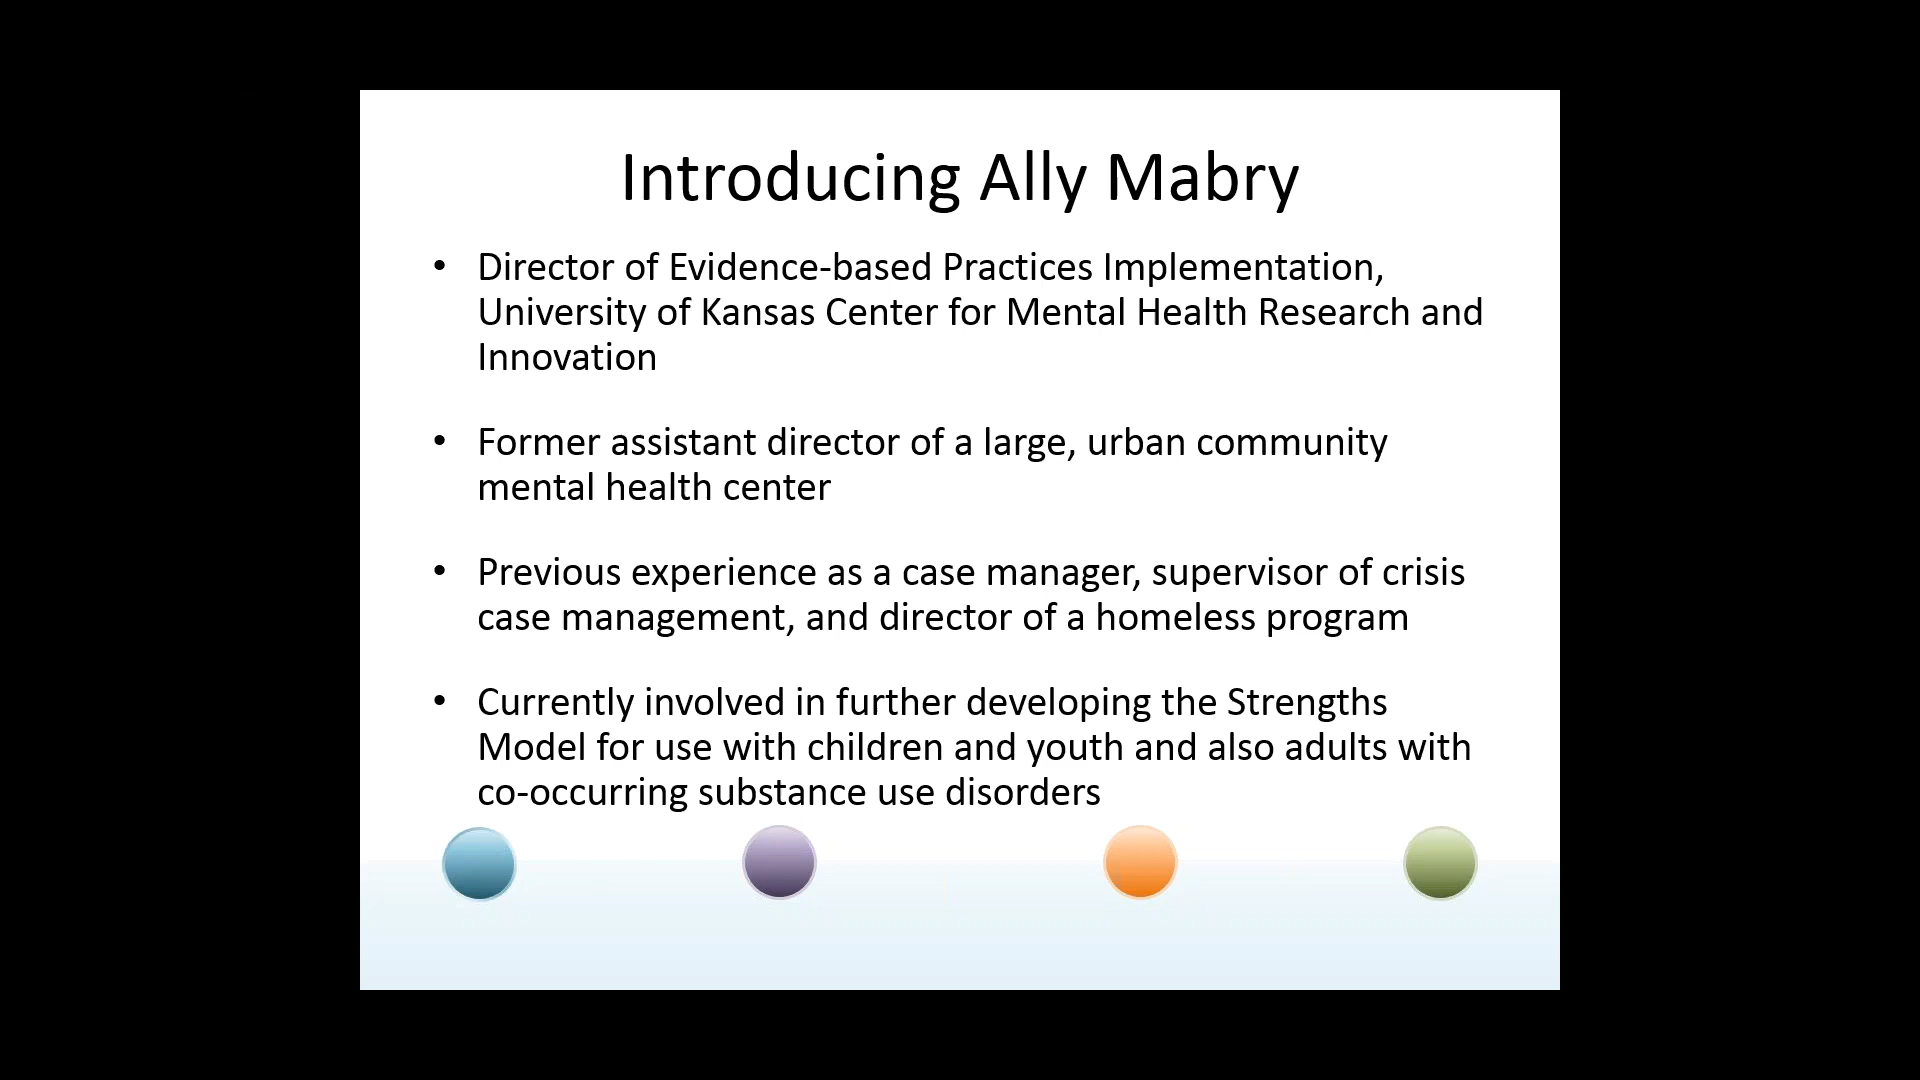 Introducing Ally Mabry
• Director of Evidence-based Practices Implementation,
University of Kansas Center for Mental Health Research and
Innovation
• Former assistant director of a large, urban community
mental health center
• Previous experience as a case manager, supervisor of crisis
case management, and director of a homeless program
• Currently involved in further developing the Strengths
Model for use with children and youth and also adults with
co-occurring substance use disorders